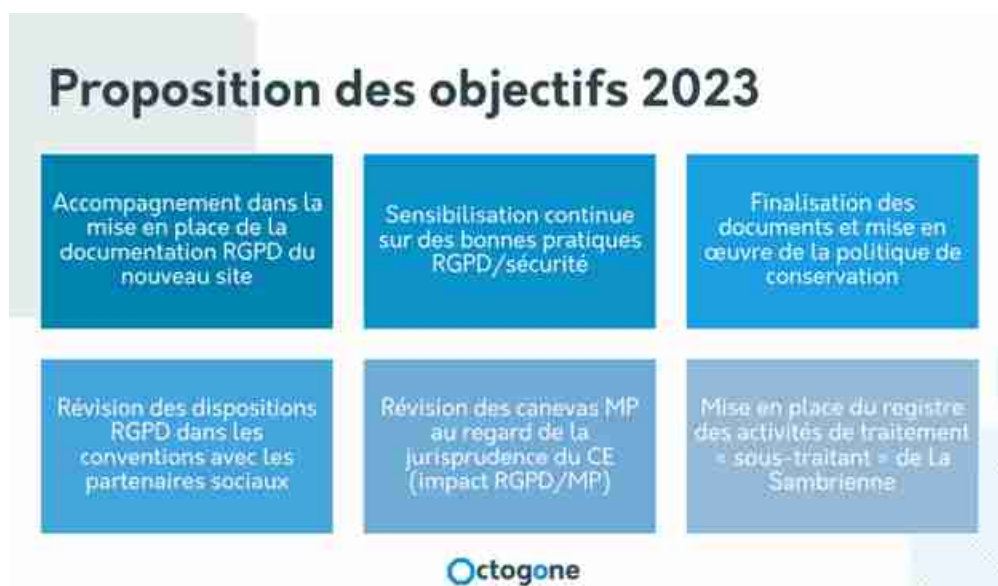 Proposition des objectifs 2023
Accompagnement dans la
mise en place de la
documentation RGPD du
nouveau site
Sensibilisation continue
sur des bonnes pratiques
RGPD/sécurité
Finalisation des
documents et mise en
œuvre de la politique de
conservation
Révision des dispositions
RGPD dans les
conventions avec les
partenaires sociaux
Révision des canevas MP
au regard de la
jurisprudence du CE
(impact RGPD/MP)
Mise en place du registre
des activités de traitement
« sous-traitant » de La
Sambrienne
Octogone